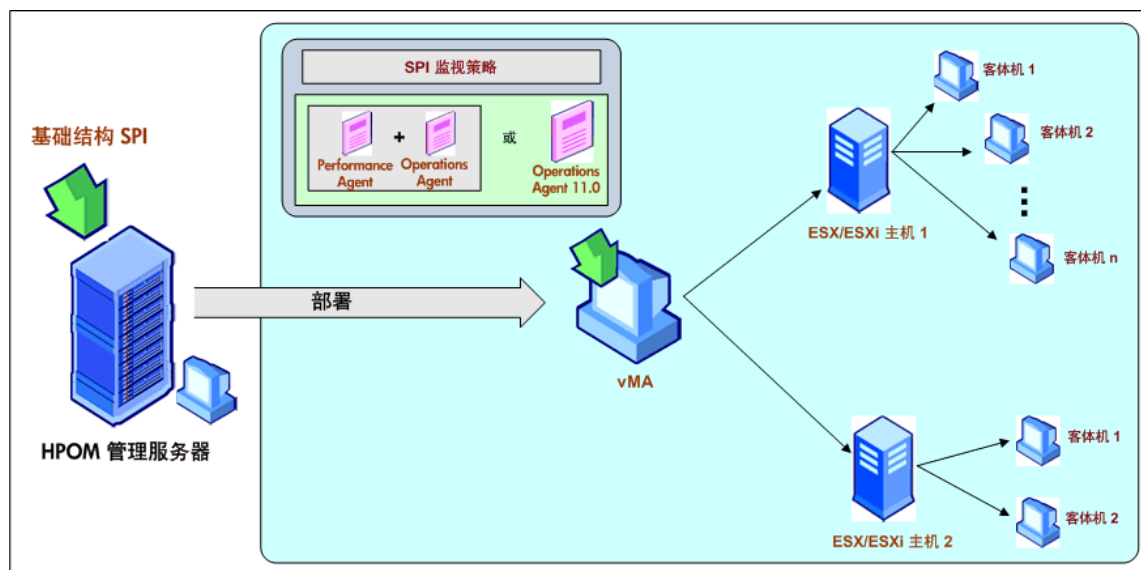 基础结构 SPI
HPOM 管理服务器
SPI 监视策略
Performance
Agent
+
Operations
Agent
或
Operations
Agent 11.0
部署
vMA
ESX/ESXi 主机 1
客体机 1
客体机 2
客体机 n
ESX/ESXi 主机 2
客体机 1
客体机 2